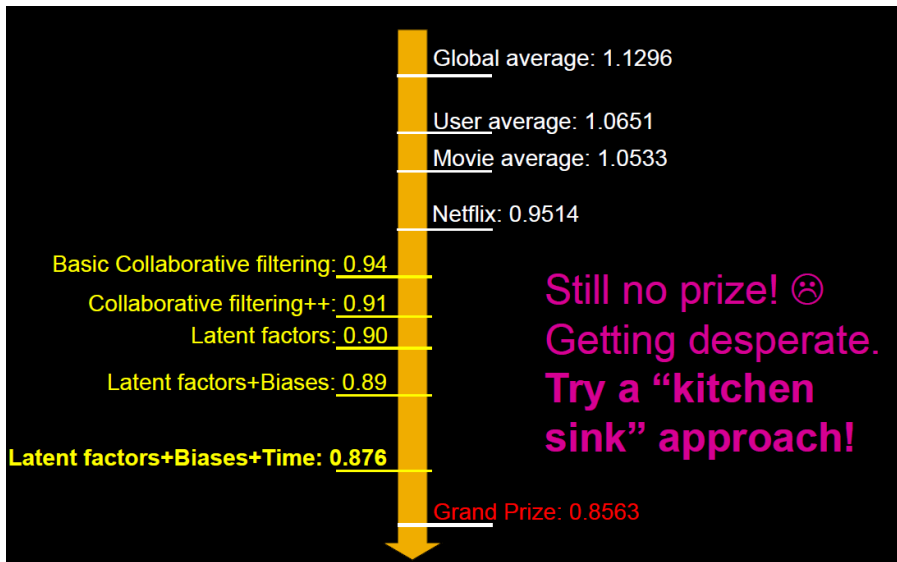 Global average: 1.1296
User average: 1.0651
Movie average: 1.0533
Netflix: 0.9514
Basic Collaborative filtering: 0.94
Collaborative filtering++: 0.91
Latent factors: 0.90
Latent factors+Biases: 0.89
Latent factors+Biases+Time: 0.876
Grand Prize: 0.8563
Still no prize! ☹
Getting desperate.
Try a “kitchen
sink” approach!